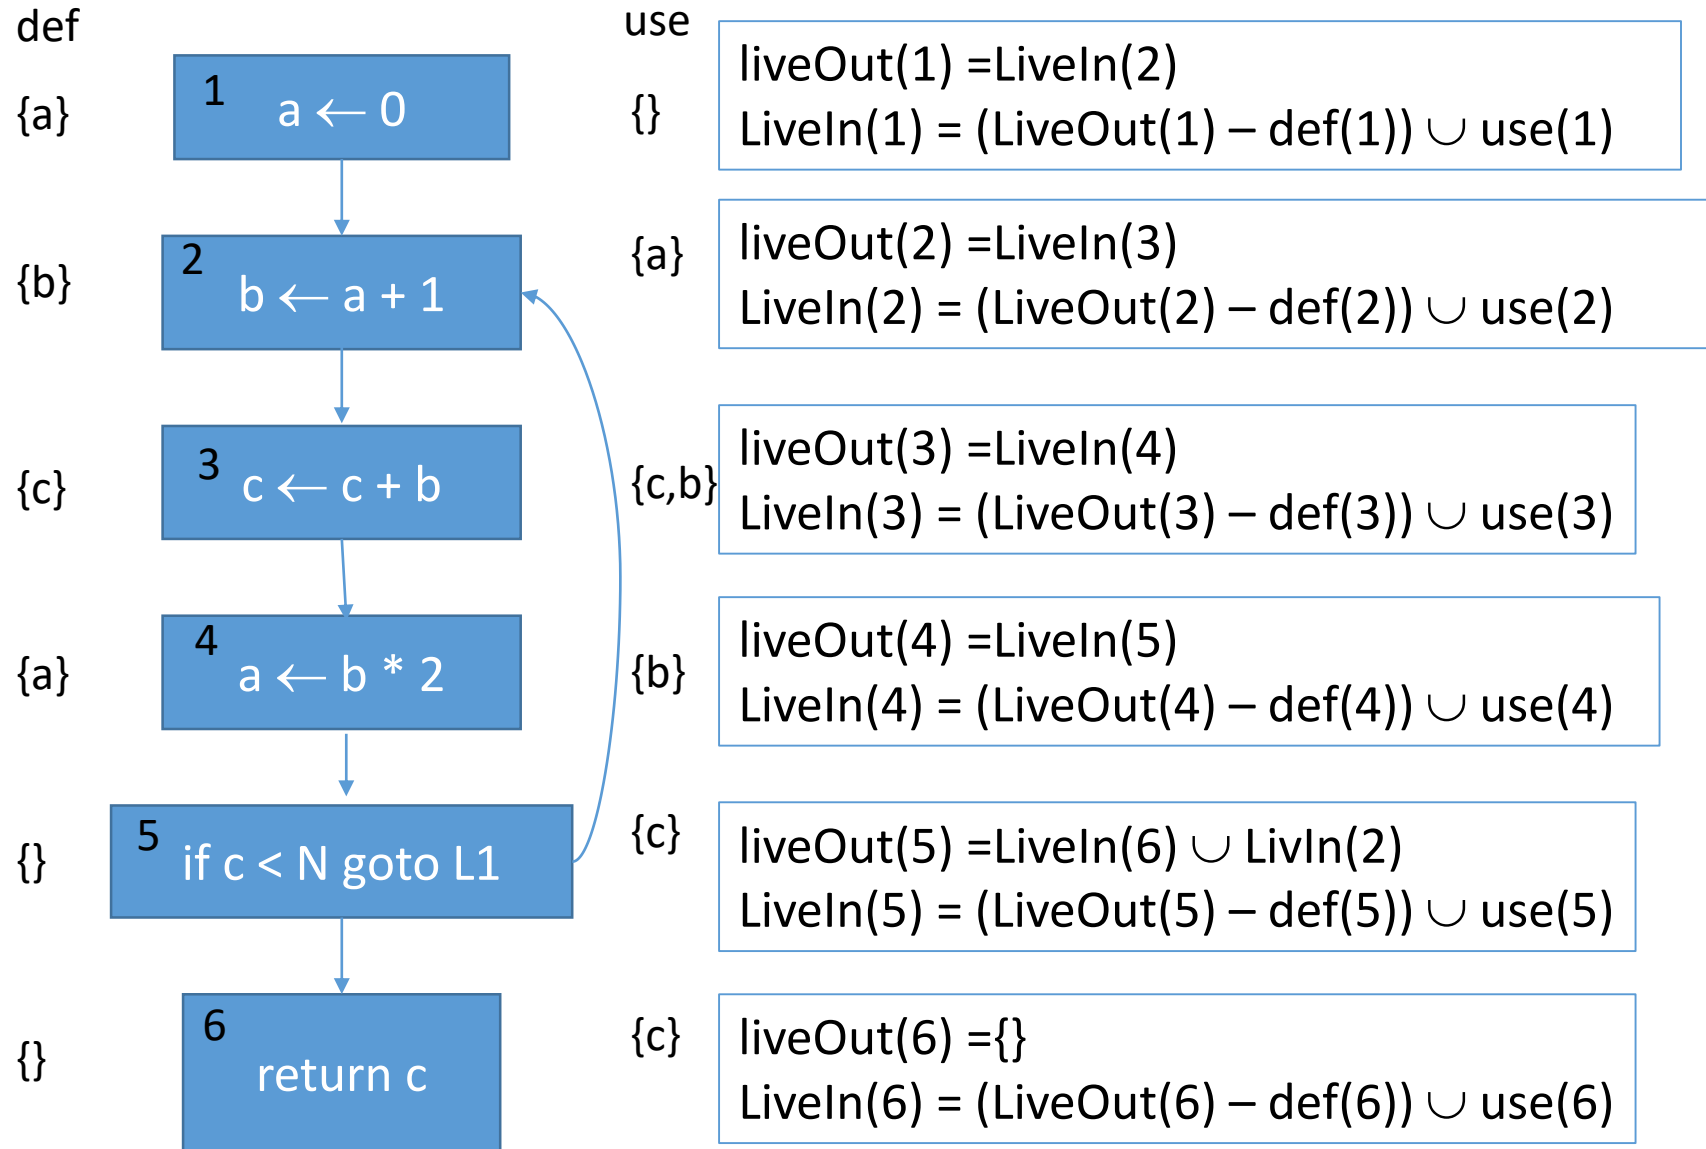 def
use
1
a ← 0
{a}
{}
liveOut(1) =LiveIn(2)
LiveIn(1) = (LiveOut(1) – def(1)) ∪ use(1)
2
b ← a + 1
{b}
{a}
liveOut(2) =LiveIn(3)
LiveIn(2) = (LiveOut(2) – def(2)) ∪ use(2)
3
c ← c + b
{c}
{c,b}
liveOut(3) =LiveIn(4)
LiveIn(3) = (LiveOut(3) – def(3)) ∪ use(3)
4
a ← b * 2
{a}
{b}
liveOut(4) =LiveIn(5)
LiveIn(4) = (LiveOut(4) – def(4)) ∪ use(4)
5
if c < N goto L1
{}
{c}
liveOut(5) =LiveIn(6) ∪ LivIn(2)
LiveIn(5) = (LiveOut(5) – def(5)) ∪ use(5)
6
return c
{}
{c}
liveOut(6) ={}
LiveIn(6) = (LiveOut(6) – def(6)) ∪ use(6)